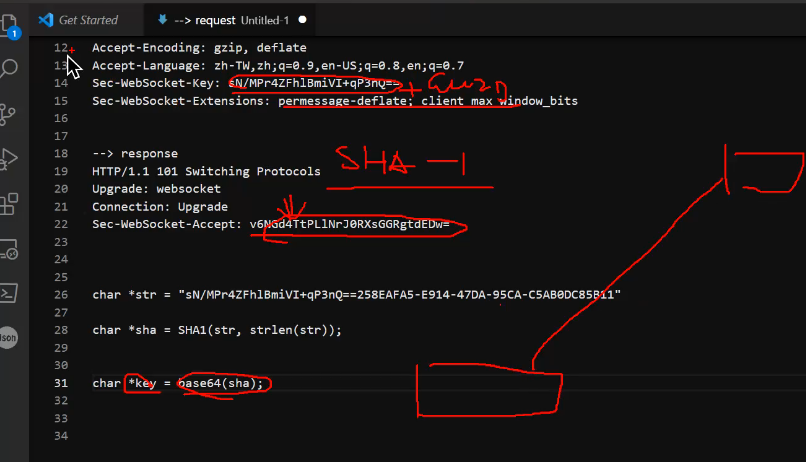 1
Get Started
--> request Untitled-1
12 Accept-Encoding: gzip, deflate
13 Accept-Language: zh-TW,zh;q=0.9,en-US;q=0.8,en;q=0.7
14 Sec-WebSocket-Key: sN/MPr4ZFhlBmiVI+qP3nQ== +
15 Sec-WebSocket-Extensions: permessage-deflate; client_max_window_bits
16
17
18 --> response
SHA-1
19 HTTP/1.1 101 Switching Protocols
20 Upgrade: websocket
21 Connection: Upgrade
22 Sec-WebSocket-Accept: v6NGd4TtPLlNrJ0RXsGGRgtdEDw=
23
24
25
26 char *str = "sN/MPr4ZFhlBmiVI+qP3nQ==258EAFA5-E914-47DA-95CA-C5AB0DC85B11"
27
28 char *sha = SHA1(str, strlen(str));
29
30
31 char *key = base64(sha);
32
33
34
json